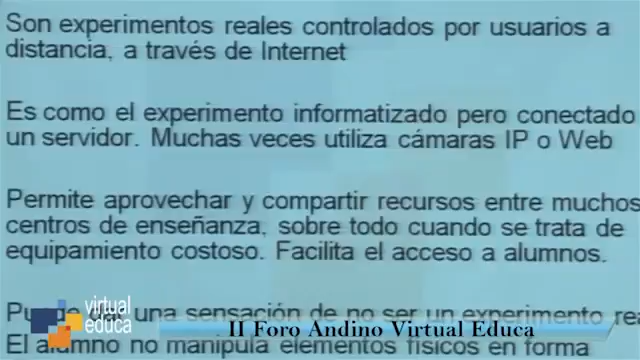 Son experimentos reales controlados por usuarios a
distancia, a través de Internet
Es como el experimento informatizado pero conectado
un servidor. Muchas veces utiliza cámaras IP o Web
Permite aprovechar y compartir recursos entre muchos
centros de enseñanza, sobre todo cuando se trata de
equipamiento costoso. Facilita el acceso a alumnos.
una sensación de no ser un experimento rea
El alumno no manipula elementos físicos en forma
virtual
educa
II Foro Andino Virtual Educa